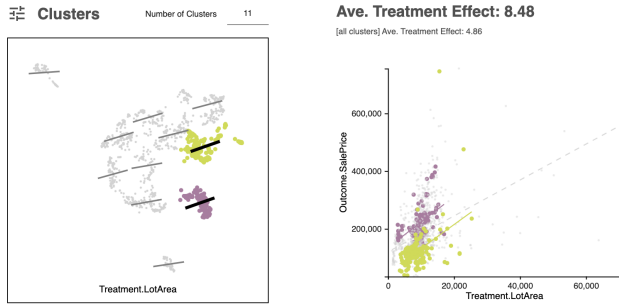 Clusters
Number of Clusters 11
Treatment.LotArea
Ave. Treatment Effect: 8.48
[all clusters] Ave. Treatment Effect: 4.86
Outcome.SalePrice
600,000
400,000
200,000
0 20,000 40,000 60,000
Treatment.LotArea